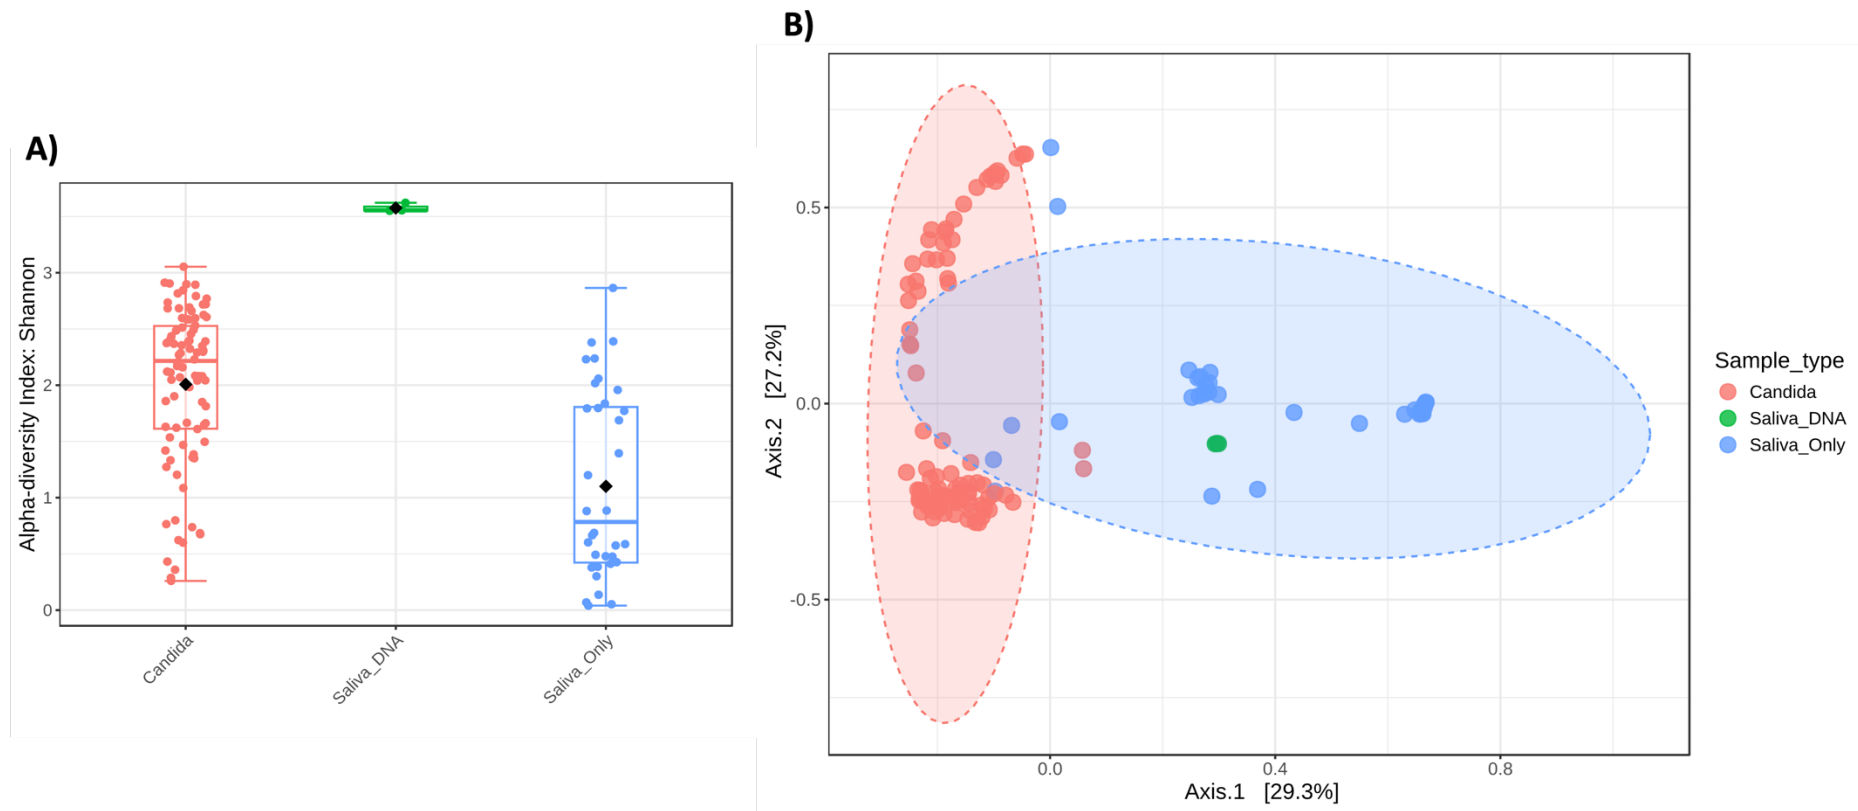 A)
Alpha-diversity Index: Shannon
3
2
1
0
Candida
Saliva_DNA
Saliva_Only
B)
Axis.2 [27.2%]
0.5
0.0
-0.5
0.0
0.4
0.8
Axis.1 [29.3%]
Sample_type
Candida
Saliva_DNA
Saliva_Only